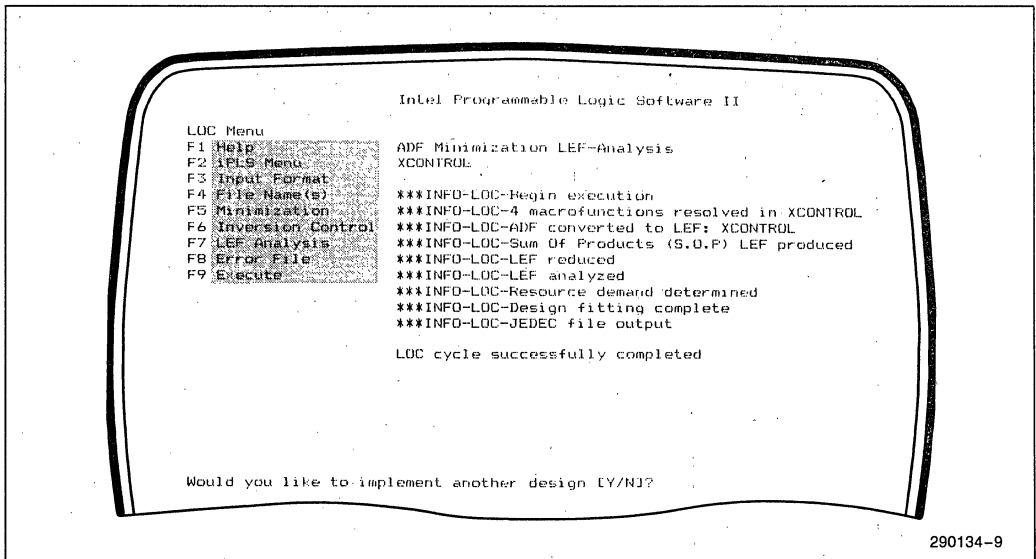 Intel Programmable Logic Software II
LOC Menu
F1 Help
F2 iPLS Menu
F3 Input Format
F4 File Name(s)
F5 Minimization
F6 Inversion Control
F7 LEF Analysis
F8 Error File
F9 Execute
ADF Minimization LEF-Analysis
XCONTROL
***INFO-LOC-Begin execution
***INFO-LOC-4 macrofunctions resolved in XCONTROL
***INFO-LOC-ADF converted to LEF: XCONTROL
***INFO-LOC-Sum Of Products (S.O.P) LEF produced
***INFO-LOC-LEF reduced
***INFO-LOC-LEF analyzed
***INFO-LOC-Resource demand determined
***INFO-LOC-Design fitting complete
***INFO-LOC-JEDEC file output
LOC cycle successfully completed
Would you like to implement another design [Y/N]?
290134-9